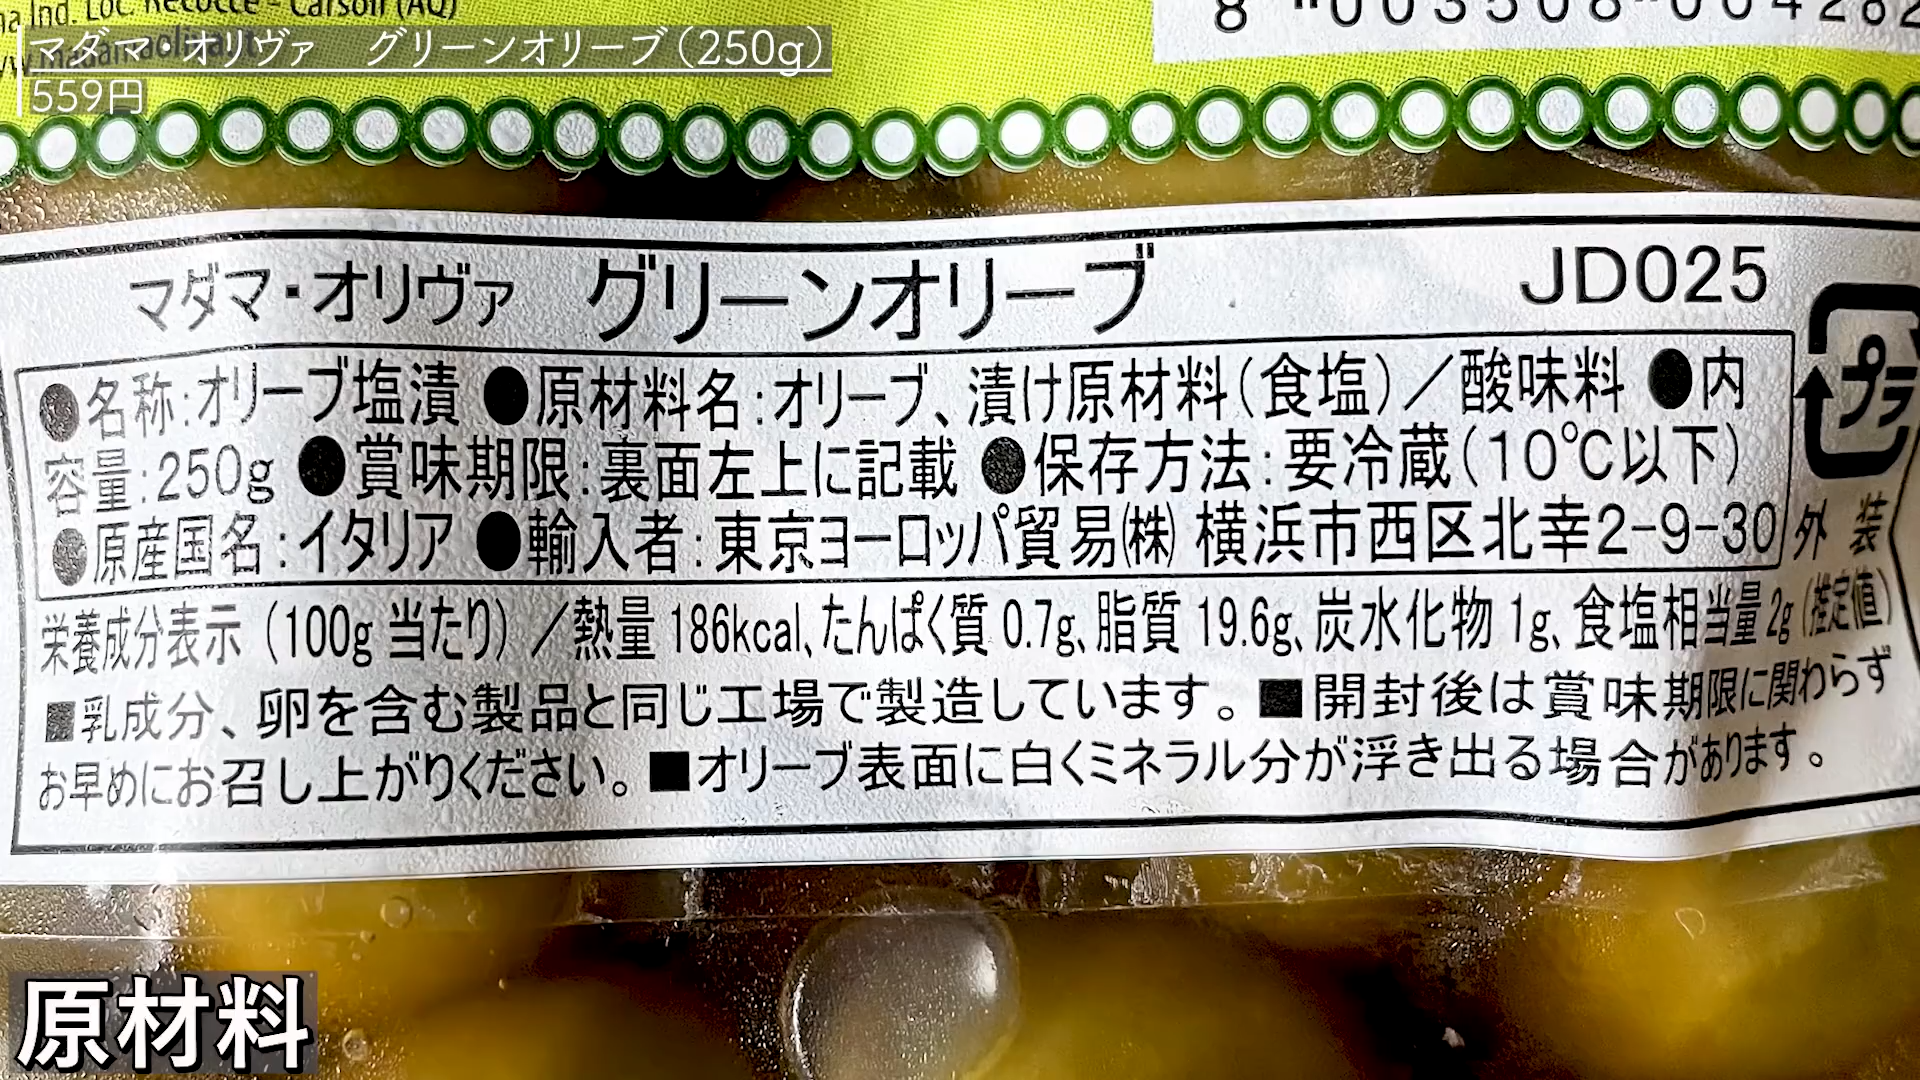 na Ind. Loc. Recocce - Carsoli (AQ)
8 003508 004282
マダマ・オリヴァ　グリーンオリーブ（250g）
559円
マダマ・オリヴァ グリーンオリーブ JD025
●名称:オリーブ塩漬 ●原材料名:オリーブ、漬け原材料(食塩)／酸味料 ●内
容量:250g ●賞味期限:裏面左上に記載 ●保存方法:要冷蔵(10℃以下)
●原産国名:イタリア ●輸入者:東京ヨーロッパ貿易㈱ 横浜市西区北幸2-9-30
プラ
外装
栄養成分表示（100g当たり）／熱量186kcal、たんぱく質0.7g、脂質19.6g、炭水化物1g、食塩相当量2g(推定値)
■乳成分、卵を含む製品と同じ工場で製造しています。■開封後は賞味期限に関わらず
お早めにお召し上がりください。■オリーブ表面に白くミネラル分が浮き出る場合があります。
原材料